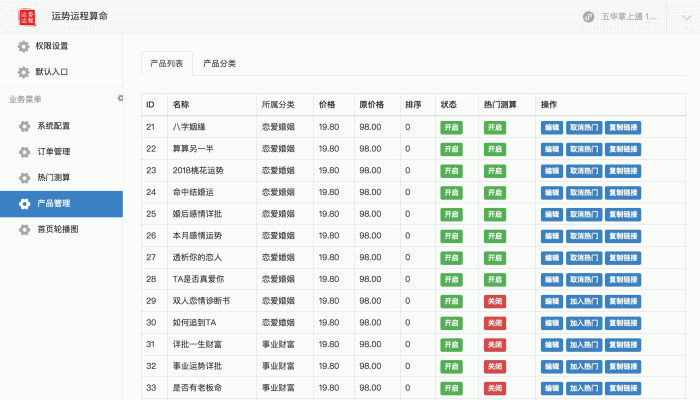 运势
运程
运势运程算命
五华掌上通 1...
权限设置
默认入口
业务菜单
系统配置
订单管理
热门测算
产品管理
首页轮播图
产品列表 产品分类
ID 名称 所属分类 价格 原价格 排序 状态 热门测算 操作
21 八字姻缘 恋爱婚姻 19.80 98.00 0 开启 开启 编辑 取消热门 复制链接
22 算算另一半 恋爱婚姻 19.80 98.00 0 开启 开启 编辑 取消热门 复制链接
23 2018桃花运势 恋爱婚姻 19.80 98.00 0 开启 开启 编辑 取消热门 复制链接
24 命中结婚运 恋爱婚姻 19.80 98.00 0 开启 开启 编辑 取消热门 复制链接
25 婚后感情详批 恋爱婚姻 19.80 98.00 0 开启 开启 编辑 取消热门 复制链接
26 本月感情运势 恋爱婚姻 19.80 98.00 0 开启 开启 编辑 取消热门 复制链接
27 透析你的恋人 恋爱婚姻 19.80 98.00 0 开启 开启 编辑 取消热门 复制链接
28 TA是否真爱你 恋爱婚姻 19.80 98.00 0 开启 开启 编辑 取消热门 复制链接
29 双人恋情诊断书 恋爱婚姻 19.80 98.00 0 开启 关闭 编辑 加入热门 复制链接
30 如何追到TA 恋爱婚姻 19.80 98.00 0 开启 关闭 编辑 加入热门 复制链接
31 详批一生财富 事业财富 19.80 98.00 0 开启 关闭 编辑 加入热门 复制链接
32 事业运势详批 事业财富 19.80 98.00 0 开启 关闭 编辑 加入热门 复制链接
33 是否有老板命 事业财富 19.80 98.00 0 开启 关闭 编辑 加入热门 复制链接